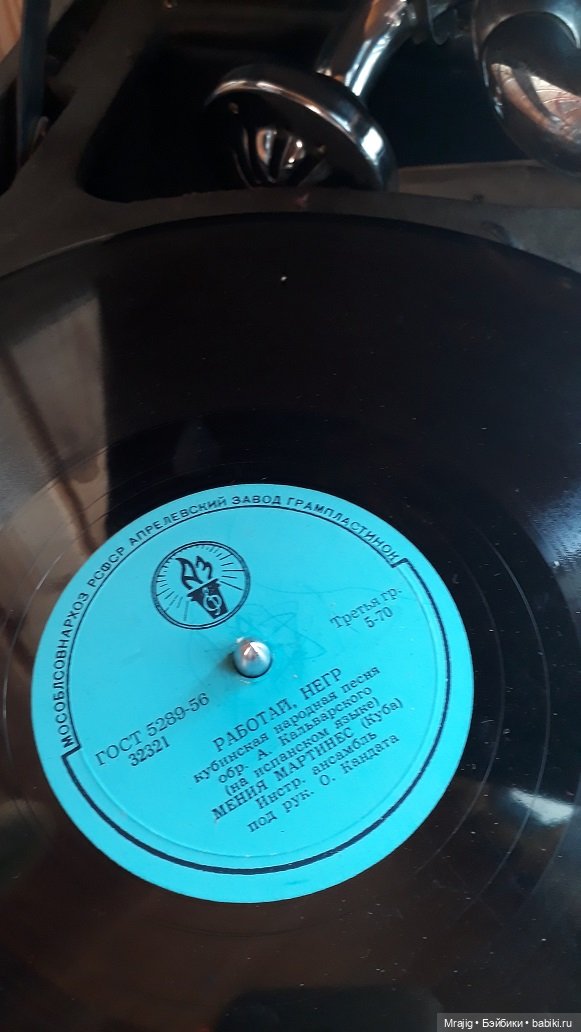 МОСОБЛСОВНАРХОЗ РСФСР АПРЕЛЕВСКИЙ ЗАВОД ГРАМПЛАСТИНОК
АЗ
Третья гр.
5-70
ГОСТ 5289-56
32321
РАБОТАЙ, НЕГР
кубинская народная песня
обр. А. Кальварского
(на испанском языке)
МЕНИЯ МАРТИНЕС (Куба)
Инстр. ансамбль
под рук. О. Кандата
Mrajig • Бэйбики • babiki.ru